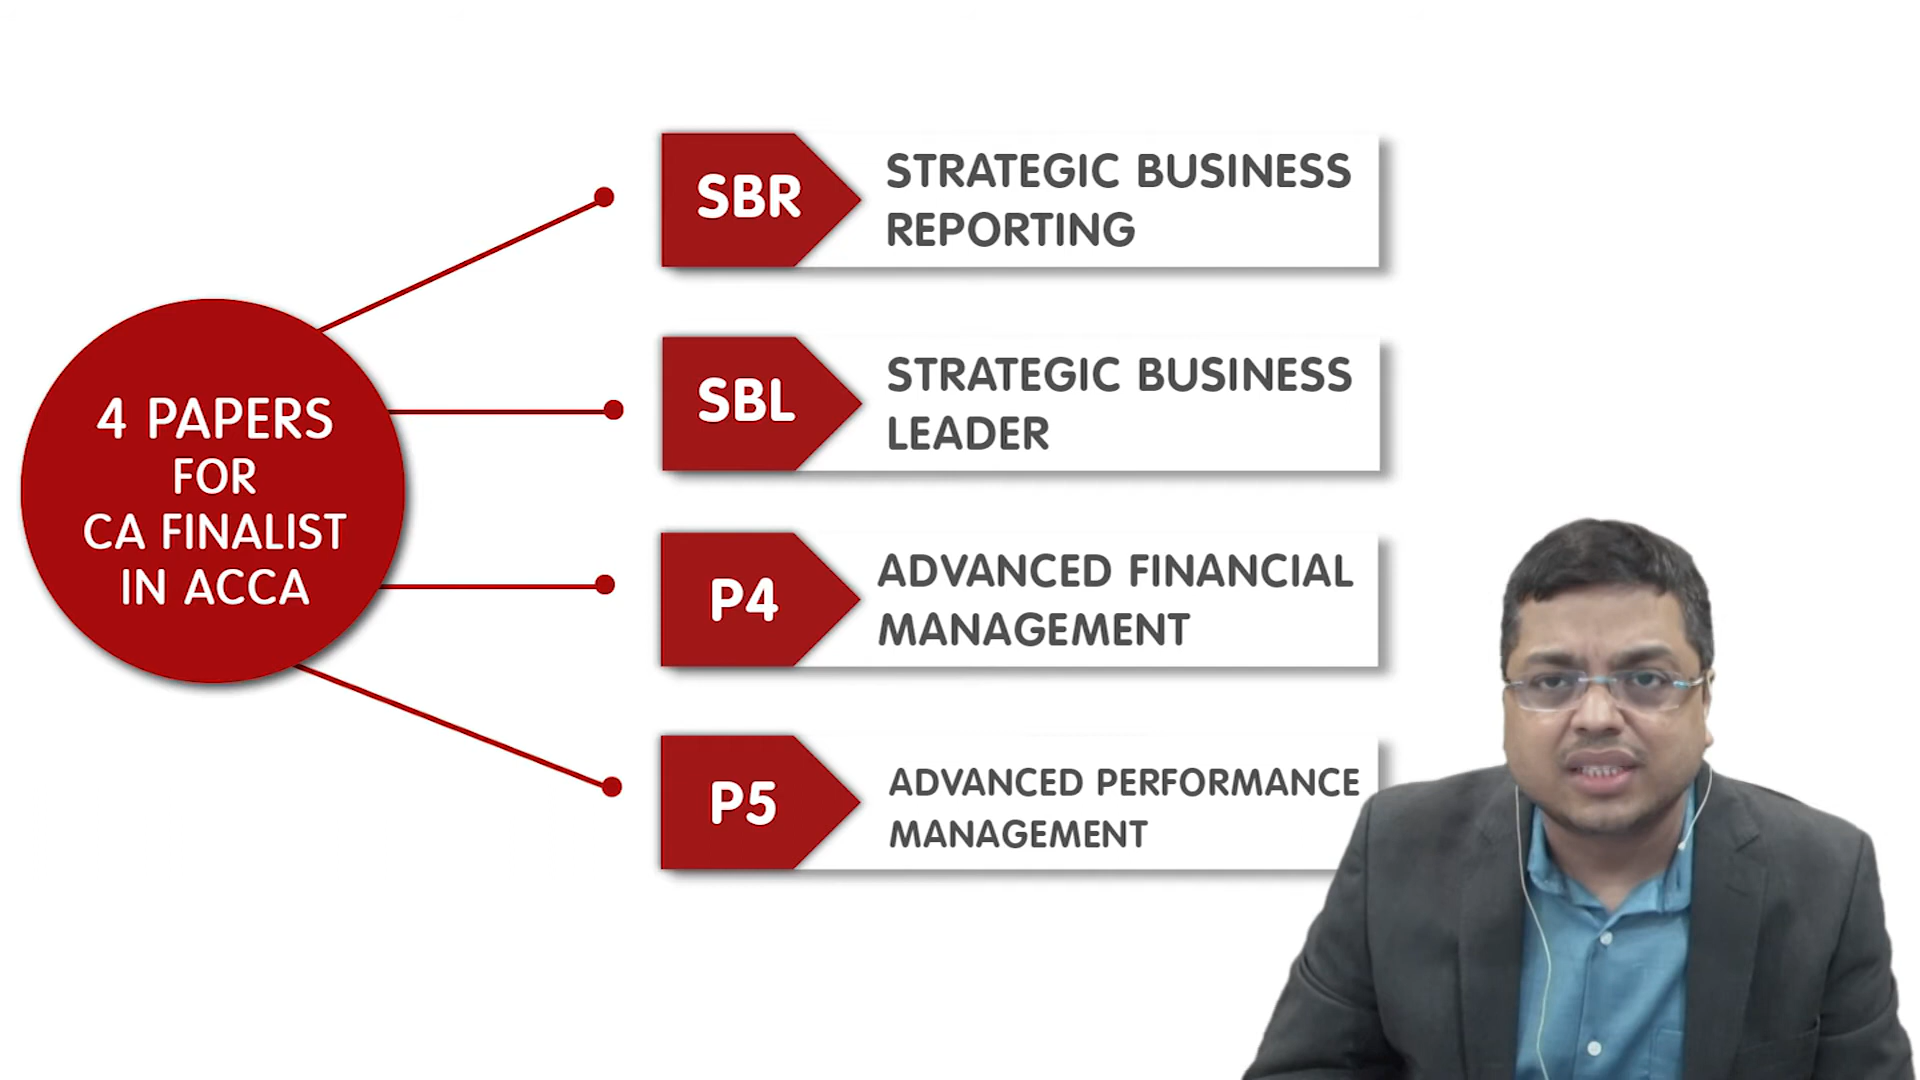 4 PAPERS
FOR
CA FINALIST
IN ACCA
SBR
STRATEGIC BUSINESS
REPORTING
SBL
STRATEGIC BUSINESS
LEADER
P4
ADVANCED FINANCIAL
MANAGEMENT
P5
ADVANCED PERFORMANCE
MANAGEMENT